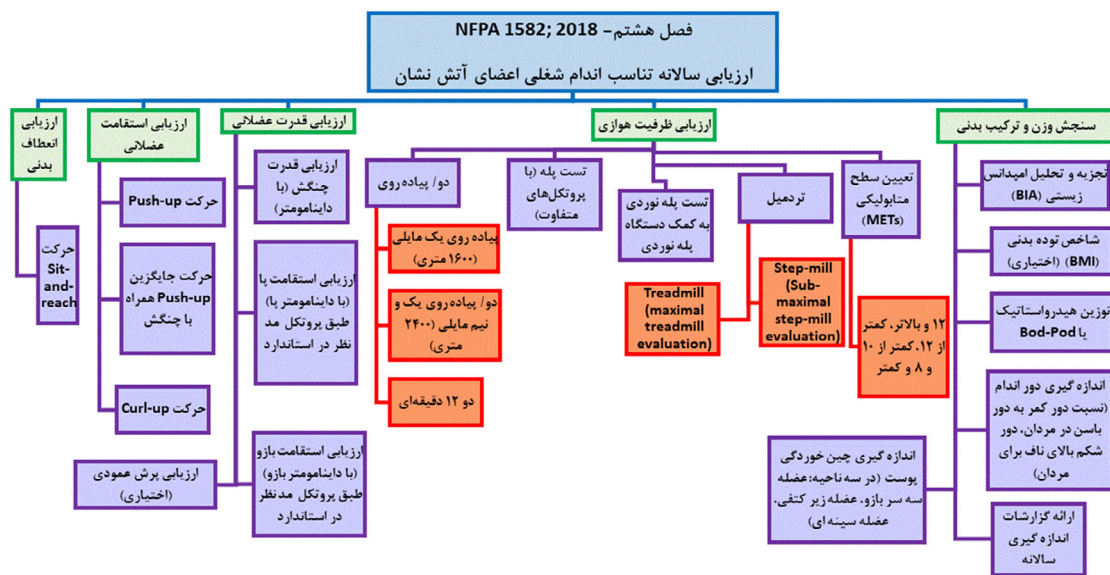 فصل هشتم– NFPA 1582; 2018
ارزیابی سالانه تناسب اندام شغلی اعضای آتش نشان
سنجش وزن و ترکیب بدنی
تجزیه و تحلیل امپدانس
زیستی (BIA)
شاخص توده بدنی
(BMI) (اختیاری)
توزین هیدرواستاتیک
یا Bod-Pod
اندازه گیری دور اندام
(نسبت دور کمر به دور
باسن در مردان، دور
شکم بالای ناف برای
مردان)
اندازه گیری چین خوردگی
پوست (در سه ناحیه:عضله
سه سر بازو، عضله زیر کتفی،
عضله سینه ای)
ارائه گزارشات
اندازه گیری
سالانه
ارزیابی ظرفیت هوازی
تعیین سطح
متابولیکی
(METs)
۱۲ و بالاتر، کمتر
از ۱۲، کمتر از ۱۰
و ۸ و کمتر
تردمیل
Step-mill
(Sub-
maximal
step-mill
evaluation)
Treadmill
(maximal
treadmill
evaluation)
تست پله نوردی
به کمک دستگاه
پله نوردی
تست پله (با
پروتکل‌های
متفاوت)
دو/ پیاده‌روی
پیاده روی یک مایلی
(۱۶۰۰ متری)
دو/ پیاده‌روی یک و
نیم مایلی (۲۴۰۰
متری)
دو ۱۲ دقیقه‌ای
ارزیابی قدرت عضلانی
ارزیابی قدرت
چنگش (با
داینامومتر)
ارزیابی استقامت پا
(با داینامومتر پا)
طبق پروتکل مد
نظر در استاندارد
ارزیابی استقامت بازو
(با داینامومتر بازو)
طبق پروتکل مدنظر
در استاندارد
ارزیابی پرش عمودی
(اختیاری)
ارزیابی استقامت
عضلانی
حرکت Push-up
حرکت جایگزین
Push-up همراه
با چنگش
حرکت Curl-up
ارزیابی
انعطاف
بدنی
حرکت
Sit-
and-
reach